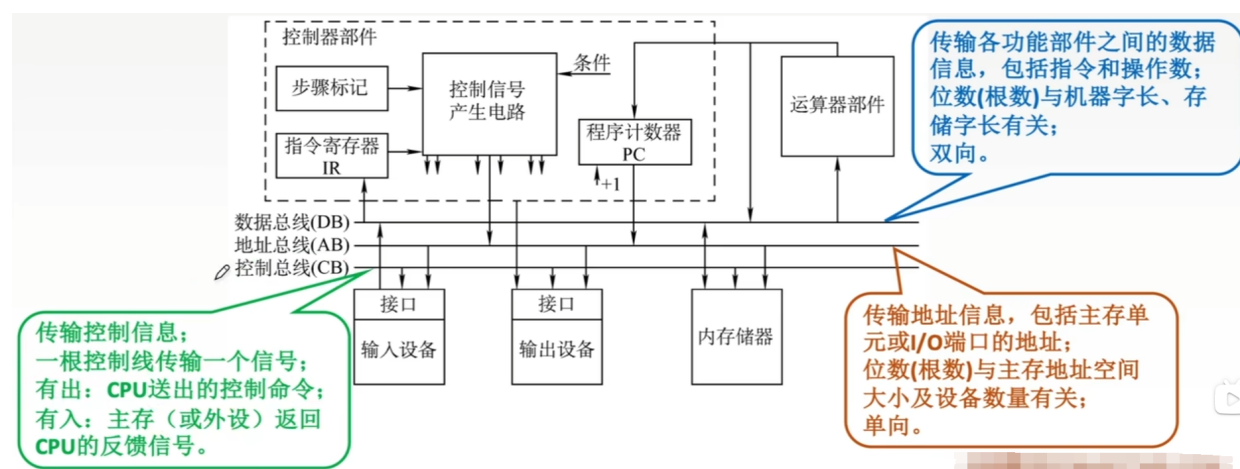 控制器部件
步骤标记
指令寄存器
IR
控制信号
产生电路
条件
程序计数器
PC
+1
运算器部件
传输各功能部件之间的数据
信息，包括指令和操作数；
位数(根数)与机器字长、存
储字长有关；
双向。
数据总线(DB)
地址总线(AB)
控制总线(CB)
接口
输入设备
接口
输出设备
内存储器
传输控制信息；
一根控制线传输一个信号；
有出：CPU送出的控制命令；
有入：主存（或外设）返回
CPU的反馈信号。
传输地址信息，包括主存单
元或I/O端口的地址；
位数(根数)与主存地址空间
大小及设备数量有关；
单向。